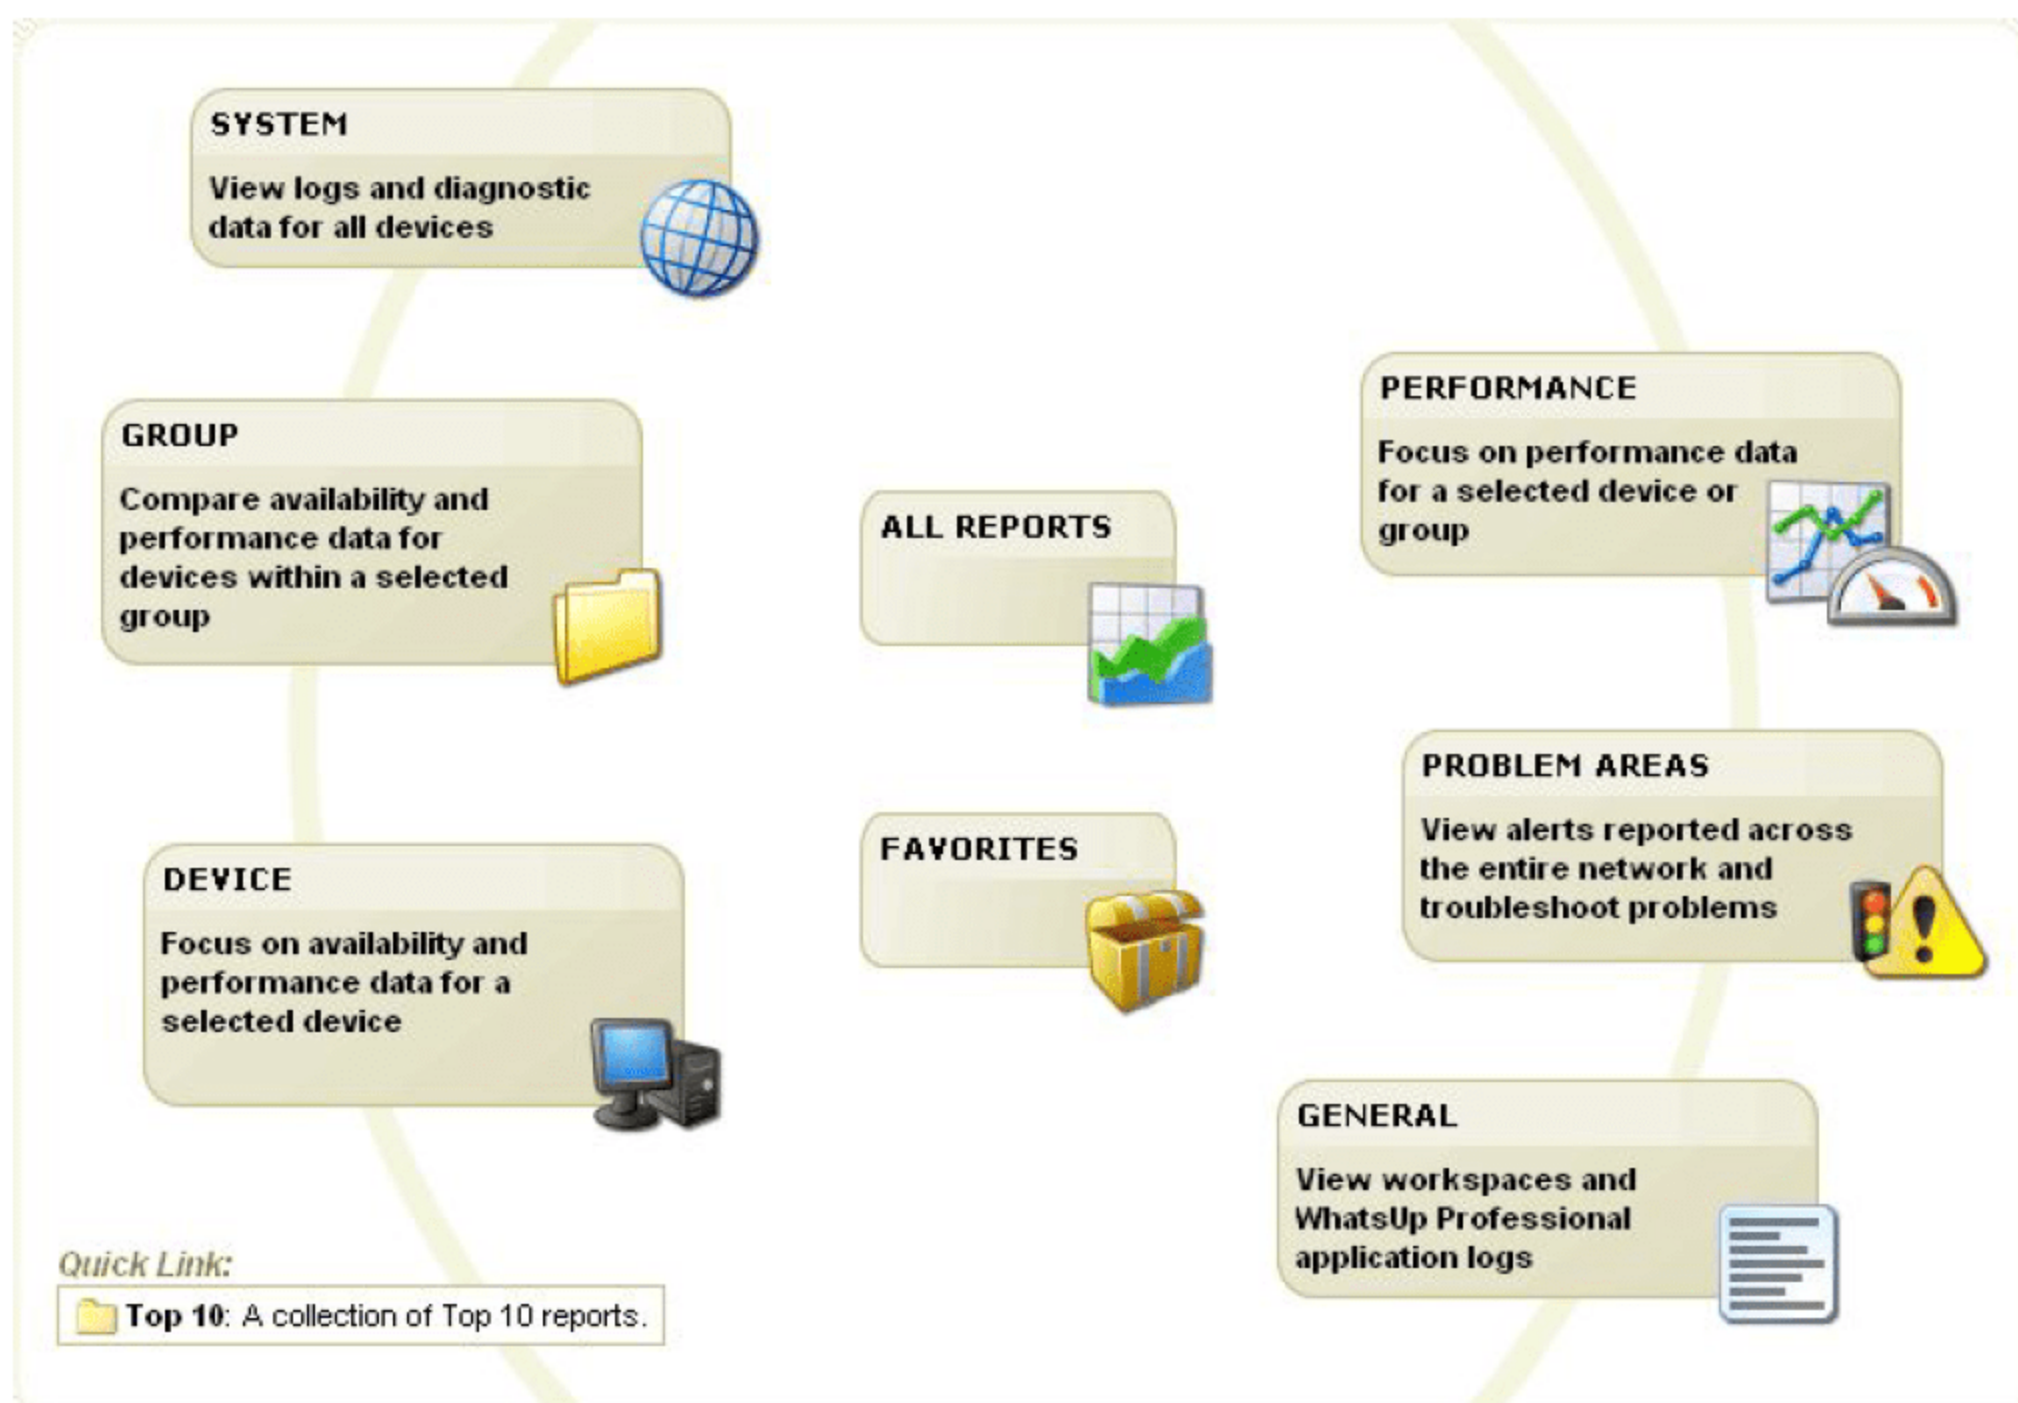 SYSTEM
View logs and diagnostic
data for all devices
GROUP
Compare availability and
performance data for
devices within a selected
group
DEVICE
Focus on availability and
performance data for a
selected device
Quick Link:
Top 10: A collection of Top 10 reports.
ALL REPORTS
FAVORITES
PERFORMANCE
Focus on performance data
for a selected device or
group
PROBLEM AREAS
View alerts reported across
the entire network and
troubleshoot problems
GENERAL
View workspaces and
WhatsUp Professional
application logs